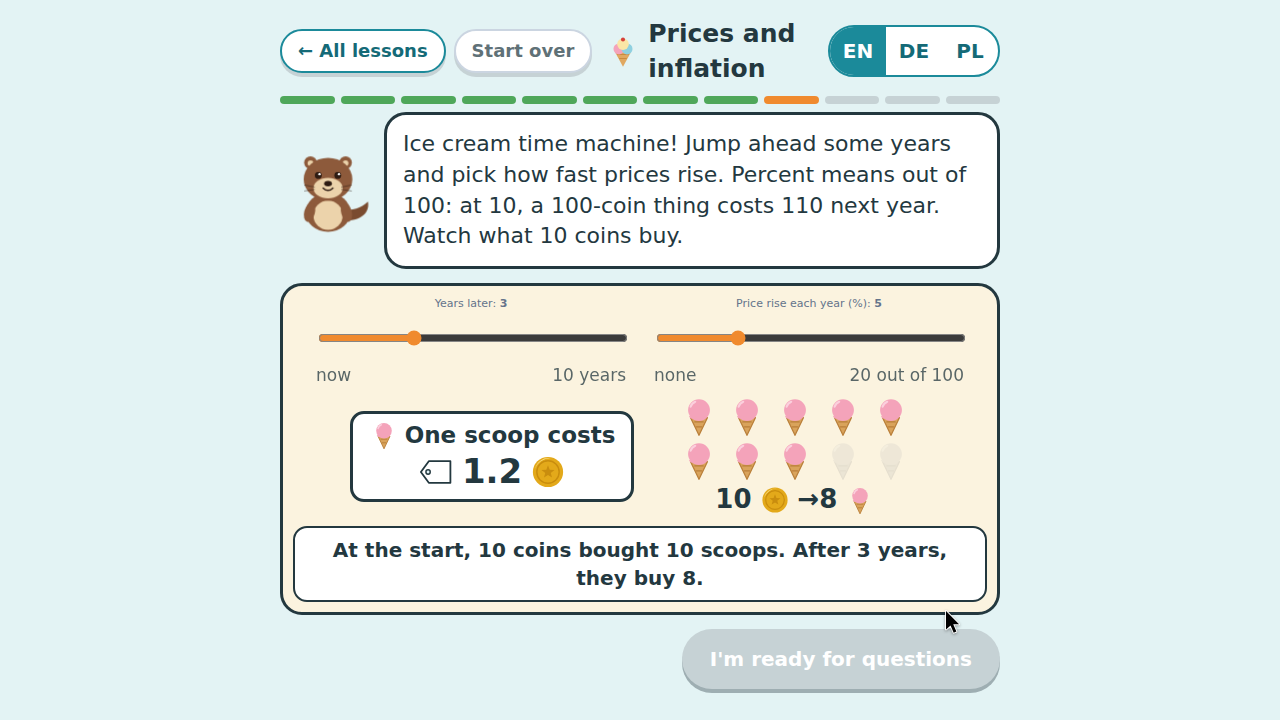 ← All lessons
Start over
Prices and
inflation
EN
DE
PL
Ice cream time machine! Jump ahead some years
and pick how fast prices rise. Percent means out of
100: at 10, a 100-coin thing costs 110 next year.
Watch what 10 coins buy.
Years later: 3
Price rise each year (%): 5
now
10 years
none
20 out of 100
One scoop costs
1.2
10 →8
At the start, 10 coins bought 10 scoops. After 3 years,
they buy 8.
I'm ready for questions